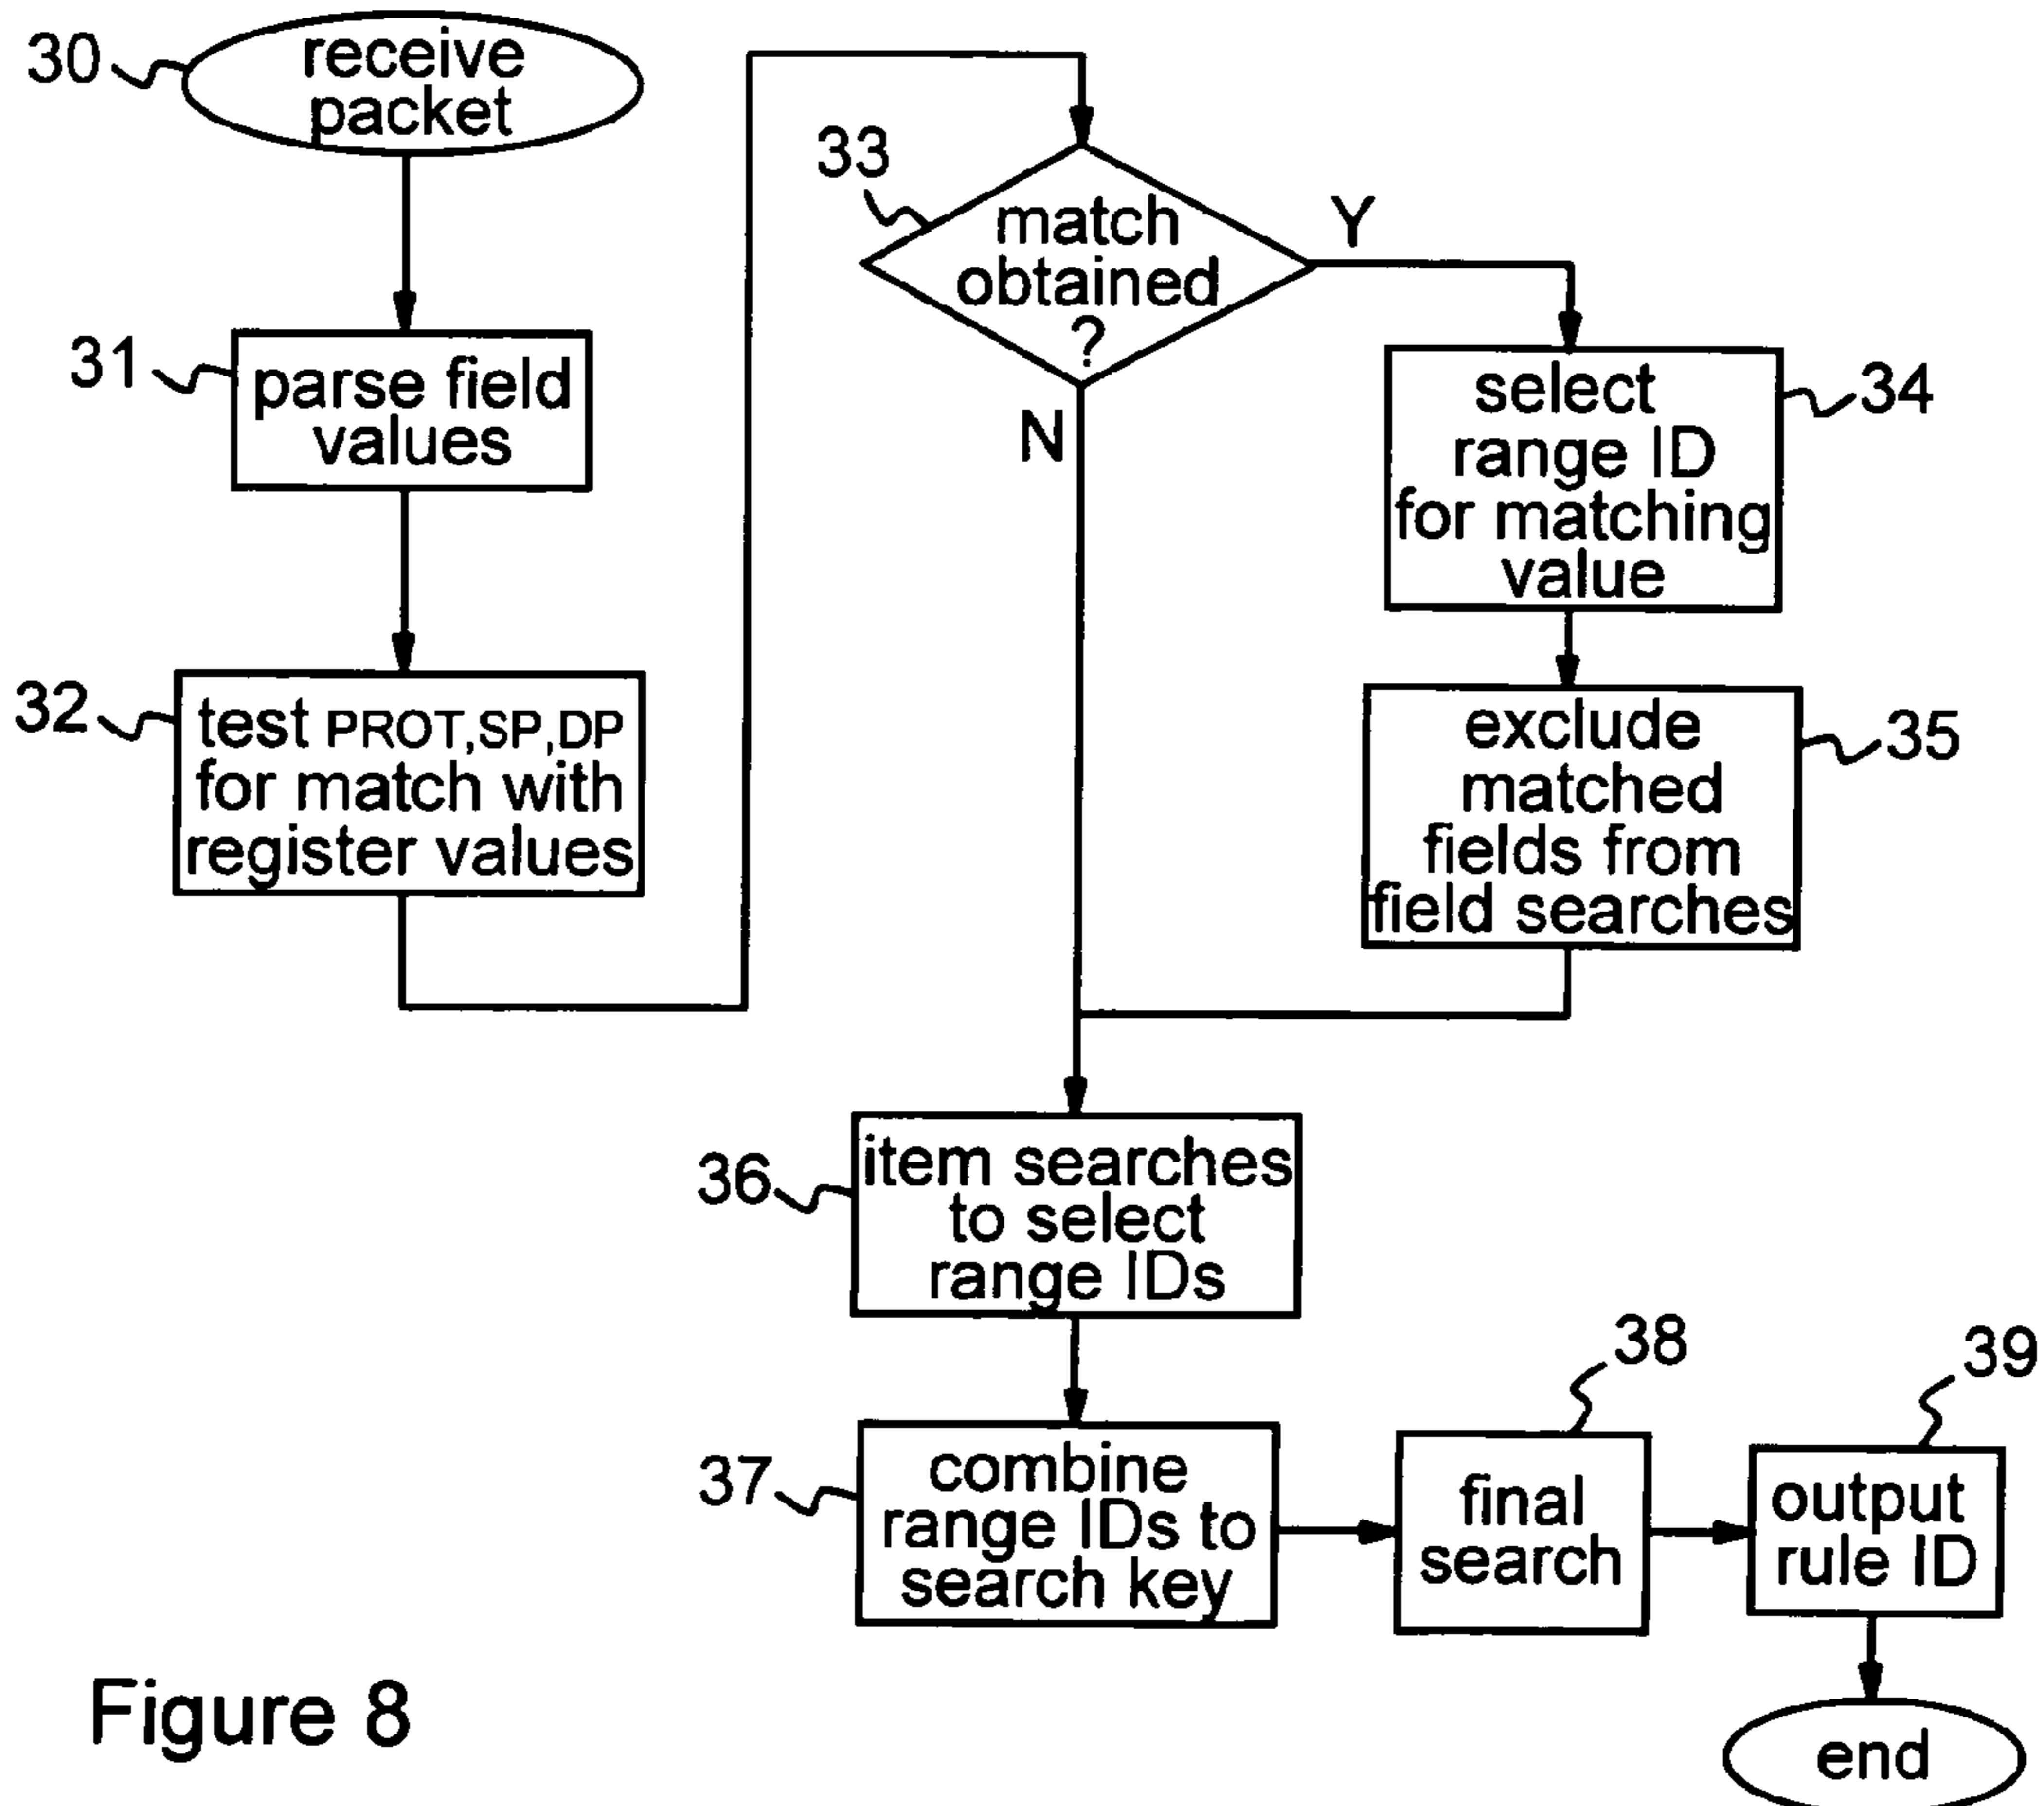 30
receive
packet
31
parse field
values
32
test PROT,SP,DP
for match with
register values
33
match
obtained
?
Y
N
select
range ID
for matching
value
34
exclude
matched
fields from
field searches
35
36
item searches
to select
range IDs
37
combine
range IDs to
search key
38
final
search
39
output
rule ID
end
Figure 8